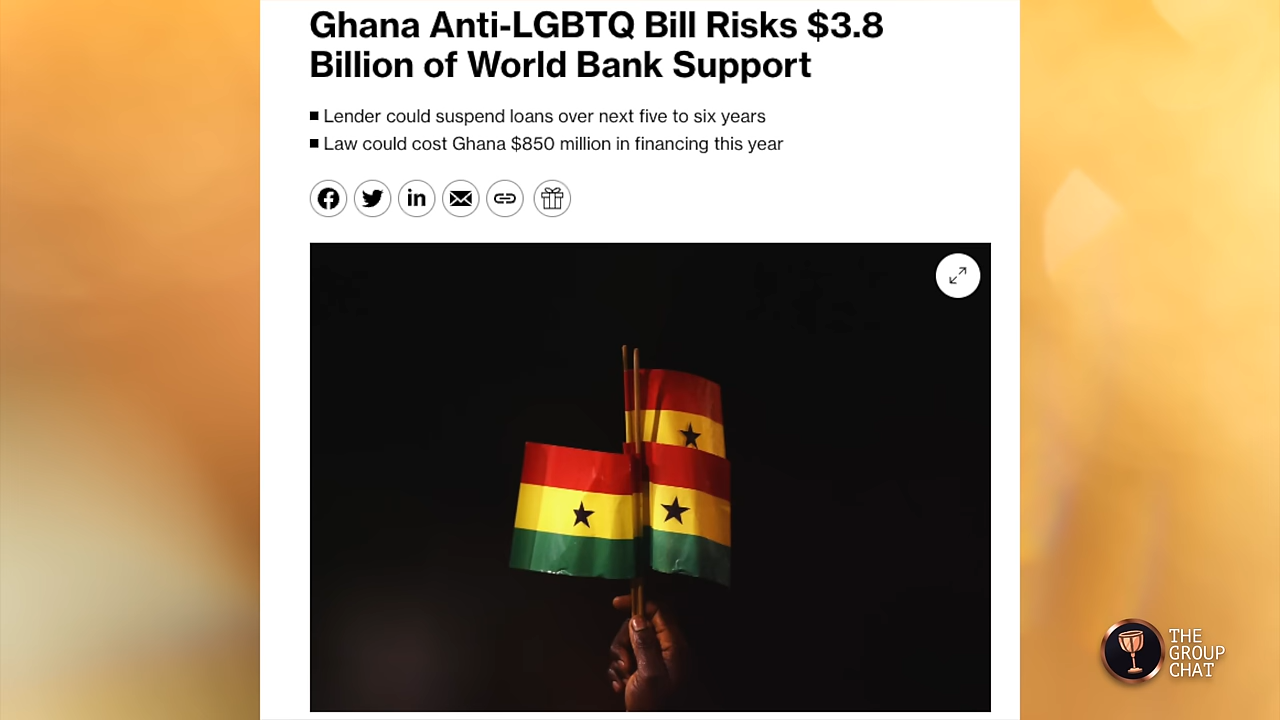 Ghana Anti-LGBTQ Bill Risks $3.8
Billion of World Bank Support
Lender could suspend loans over next five to six years
Law could cost Ghana $850 million in financing this year
in
THE
GROUP
CHAT